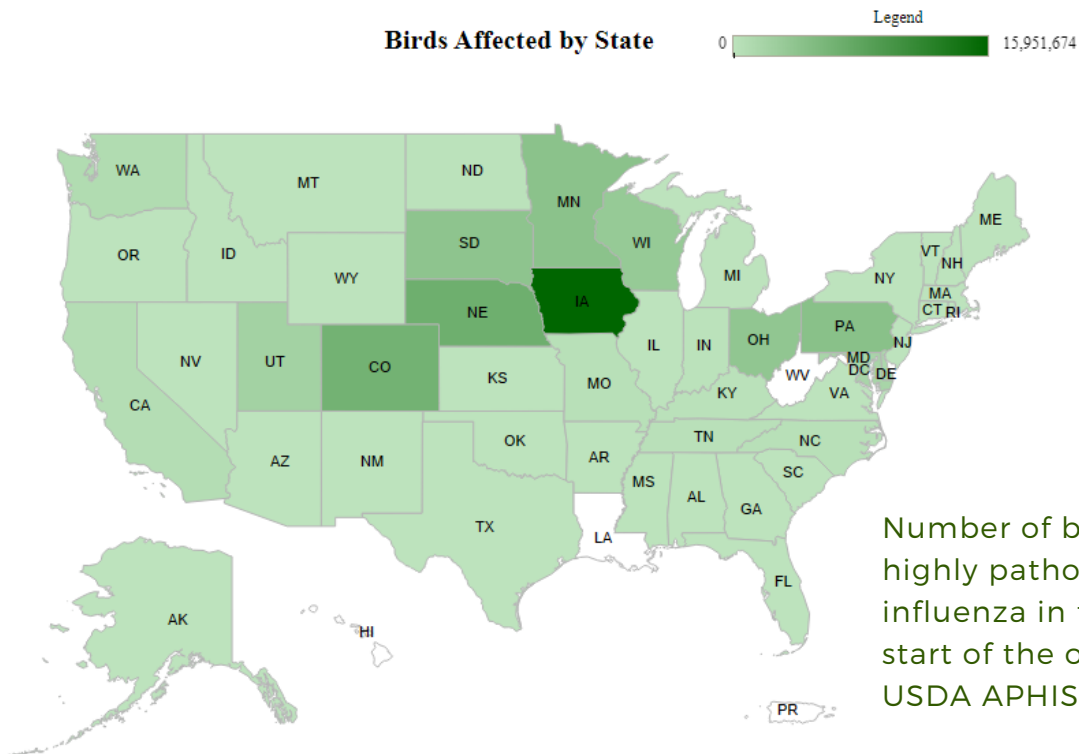 Legend
Birds Affected by State
0
15,951,674
WA
MT
ND
MN
ME
OR
ID
SD
WI
VT
NH
WY
MI
NY
MA
CT RI
NE
IA
PA
NV
UT
CO
IL
IN
OH
NJ
MD
DC
DE
CA
KS
MO
WV
KY
VA
AZ
NM
OK
AR
TN
NC
SC
MS
AL
GA
TX
LA
FL
AK
HI
PR
Number of b
highly patho
influenza in
start of the o
USDA APHIS